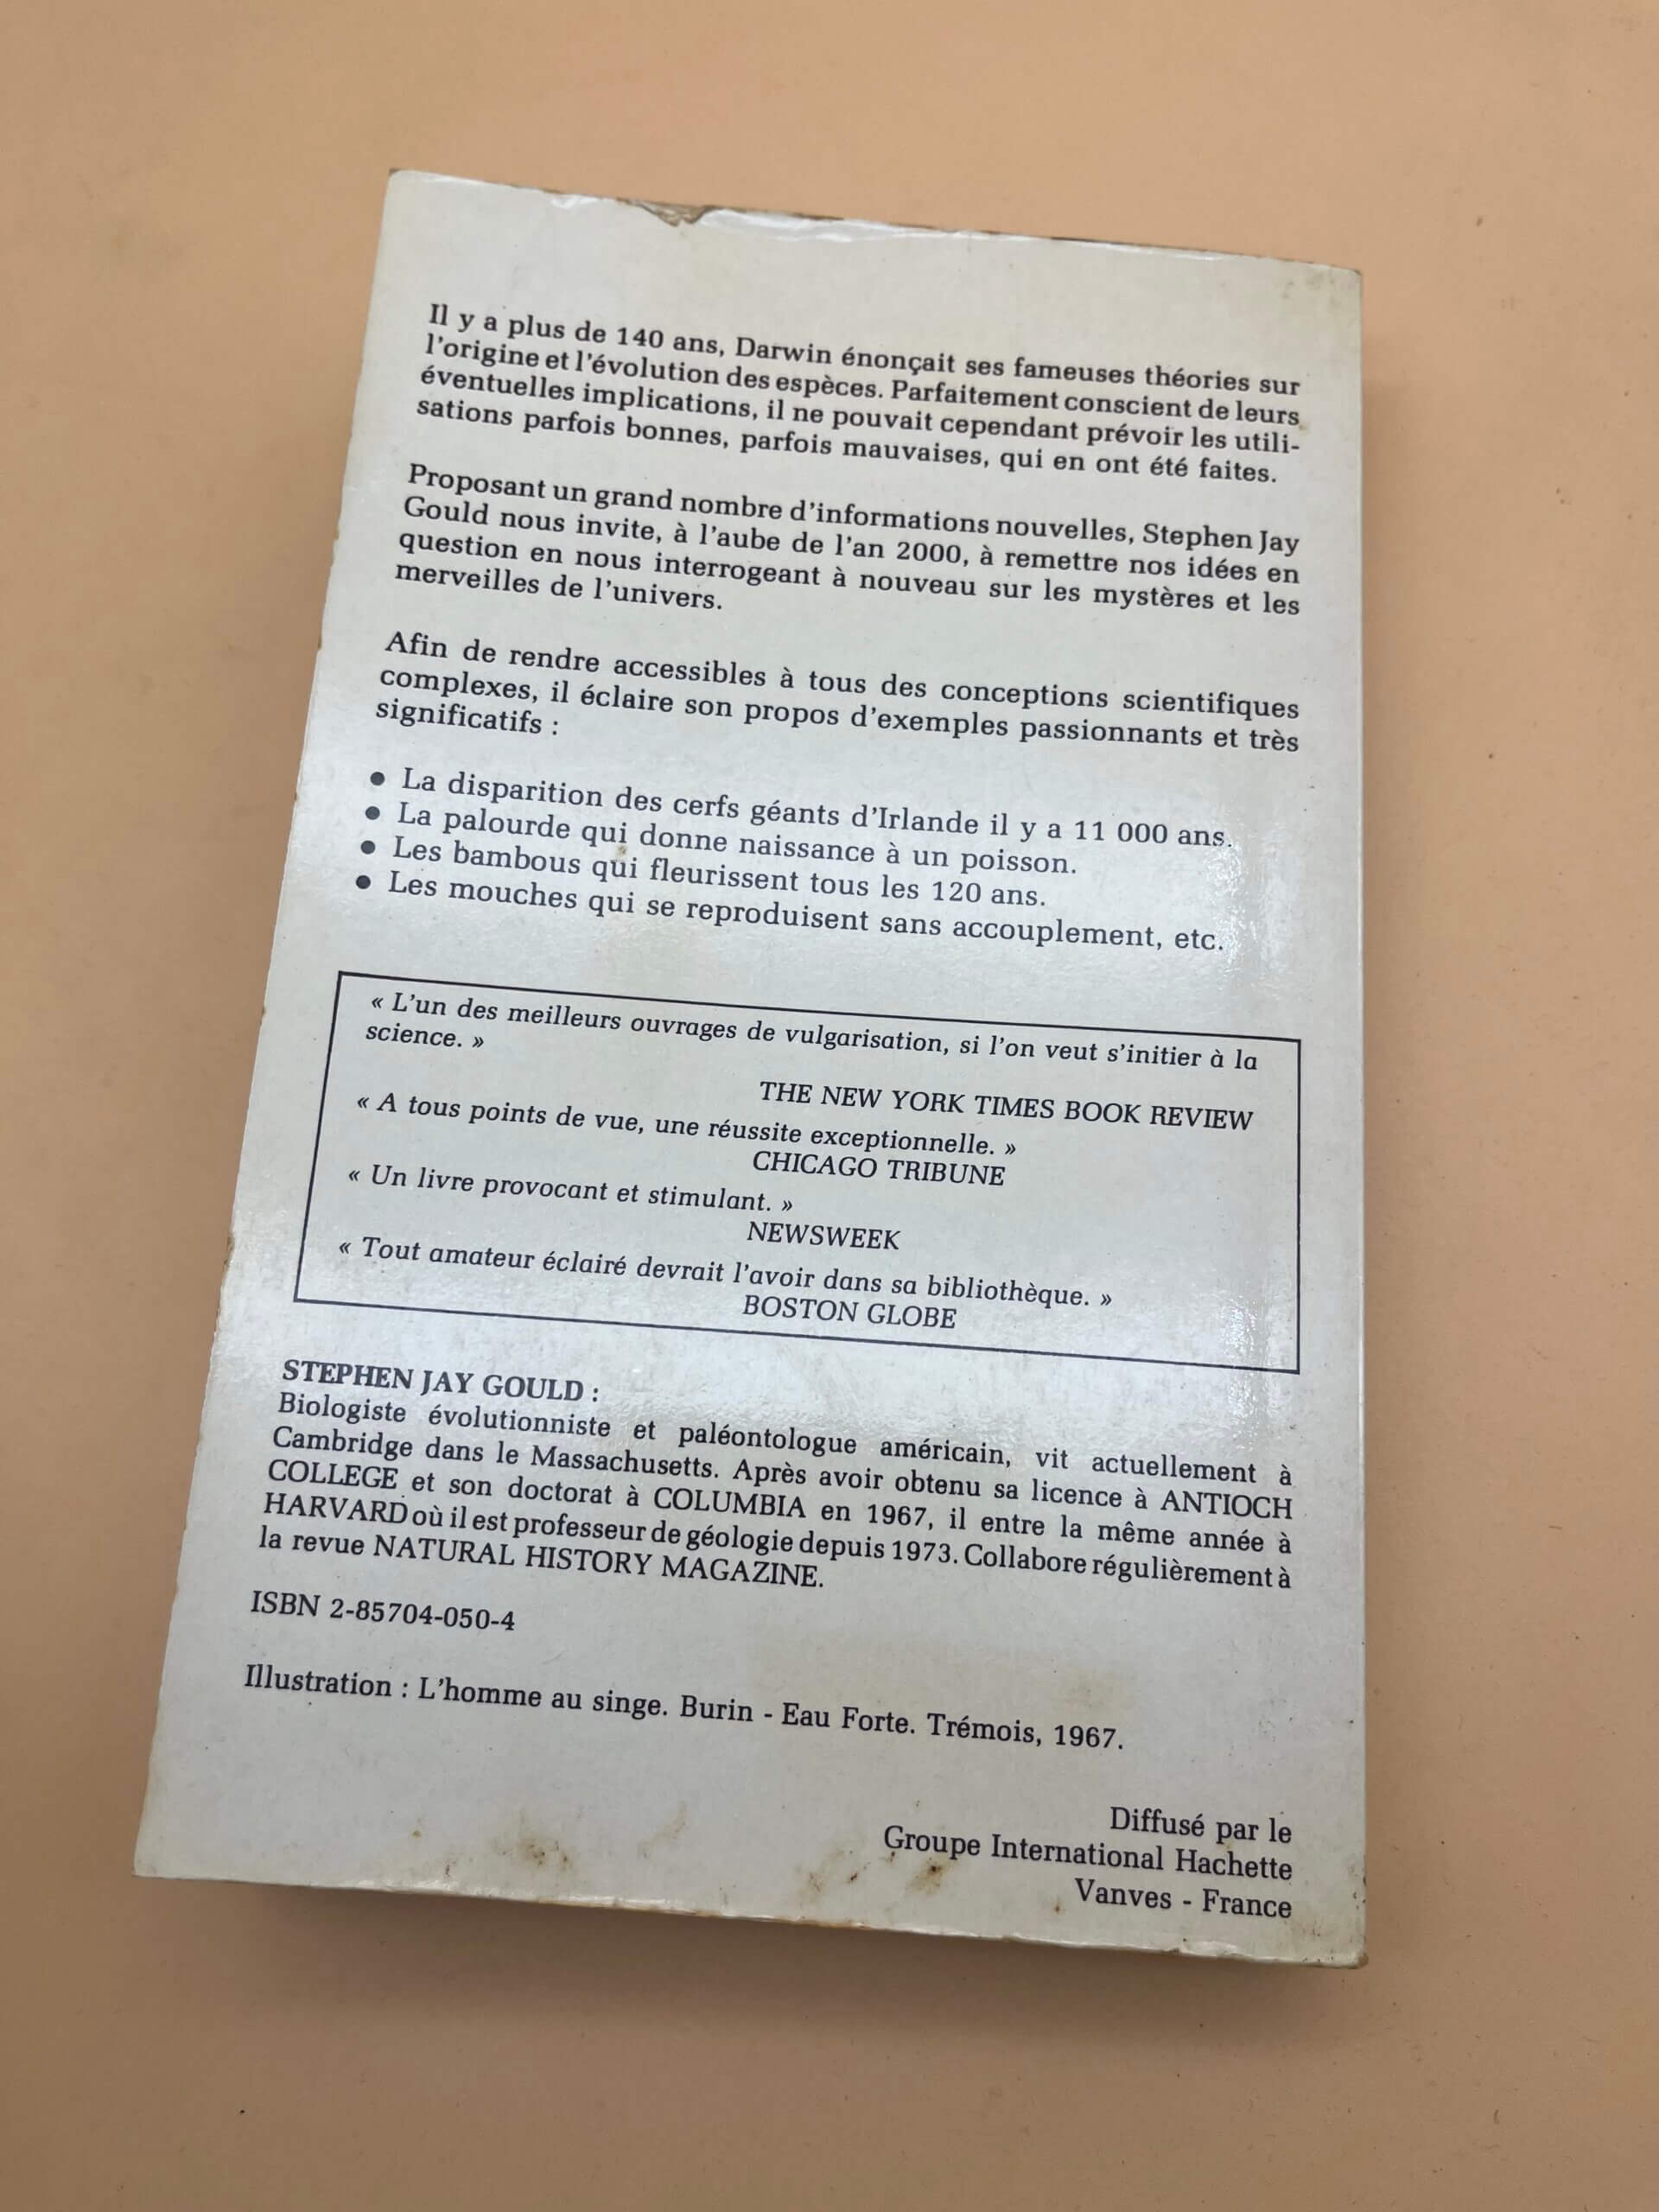 Il y a plus de 140 ans, Darwin énonçait ses fameuses théories sur
l'origine et l'évolution des espèces. Parfaitement conscient de leurs
éventuelles implications, il ne pouvait cependant prévoir les utili-
sations parfois bonnes, parfois mauvaises, qui en ont été faites.
Proposant un grand nombre d'informations nouvelles, Stephen Jay
Gould nous invite, à l'aube de l'an 2000, à remettre nos idées en
question en nous interrogeant à nouveau sur les mystères et les
merveilles de l'univers.
Afin de rendre accessibles à tous des conceptions scientifiques
complexes, il éclaire son propos d'exemples passionnants et très
significatifs :
● La disparition des cerfs géants d'Irlande il y a 11 000 ans.
● La palourde qui donne naissance à un poisson.
● Les bambous qui fleurissent tous les 120 ans.
● Les mouches qui se reproduisent sans accouplement, etc.
« L'un des meilleurs ouvrages de vulgarisation, si l'on veut s'initier à la
science. »
THE NEW YORK TIMES BOOK REVIEW
« A tous points de vue, une réussite exceptionnelle. »
CHICAGO TRIBUNE
« Un livre provocant et stimulant. »
NEWSWEEK
« Tout amateur éclairé devrait l'avoir dans sa bibliothèque. »
BOSTON GLOBE
STEPHEN JAY GOULD :
Biologiste évolutionniste et paléontologue américain, vit actuellement à
Cambridge dans le Massachusetts. Après avoir obtenu sa licence à ANTIOCH
COLLEGE et son doctorat à COLUMBIA en 1967, il entre la même année à
HARVARD où il est professeur de géologie depuis 1973. Collabore régulièrement à
la revue NATURAL HISTORY MAGAZINE.
ISBN 2-85704-050-4
Illustration : L'homme au singe. Burin - Eau Forte. Trémois, 1967.
Diffusé par le
Groupe International Hachette
Vanves - France